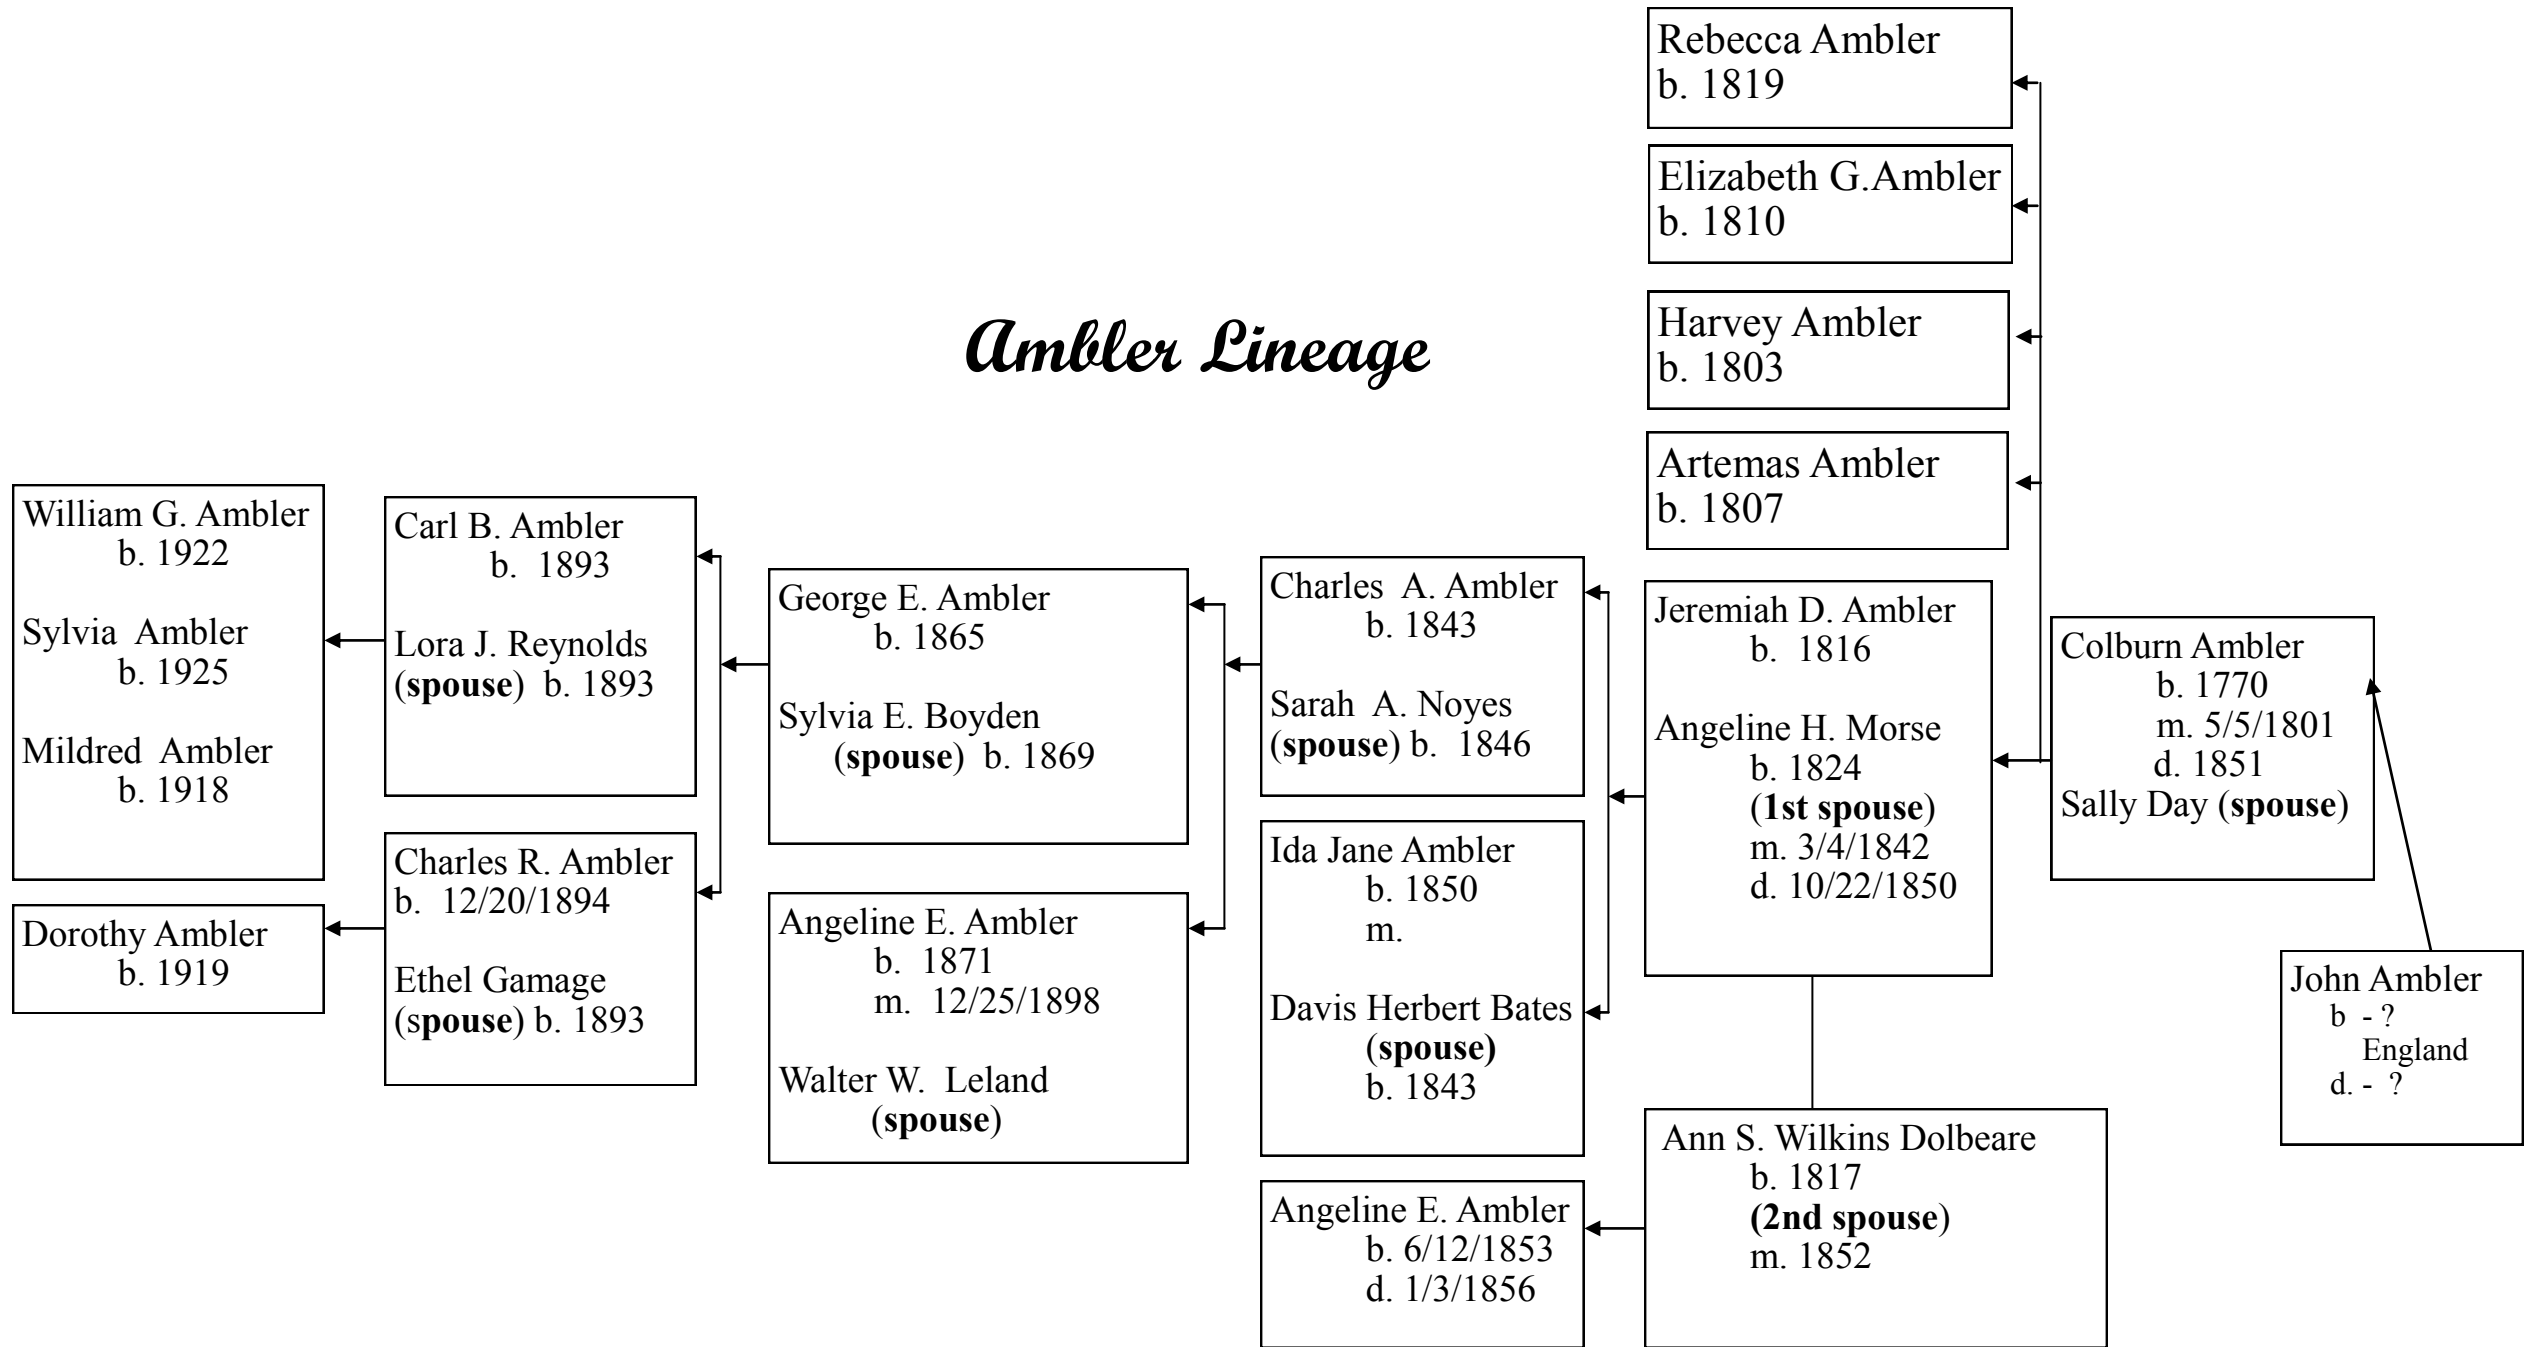 Rebecca Ambler
b. 1819
Elizabeth G.Ambler
b. 1810
Harvey Ambler
b. 1803
Artemas Ambler
b. 1807
Ambler Lineage
William G. Ambler
b. 1922
Sylvia Ambler
b. 1925
Mildred Ambler
b. 1918
Dorothy Ambler
b. 1919
Carl B. Ambler
b. 1893
Lora J. Reynolds
(spouse) b. 1893
Charles R. Ambler
b. 12/20/1894
Ethel Gamage
(spouse) b. 1893
George E. Ambler
b. 1865
Sylvia E. Boyden
(spouse) b. 1869
Angeline E. Ambler
b. 1871
m. 12/25/1898
Walter W. Leland
(spouse)
Charles A. Ambler
b. 1843
Sarah A. Noyes
(spouse) b. 1846
Ida Jane Ambler
b. 1850
m.
Davis Herbert Bates
(spouse)
b. 1843
Angeline E. Ambler
b. 6/12/1853
d. 1/3/1856
Jeremiah D. Ambler
b. 1816
Angeline H. Morse
b. 1824
(1st spouse)
m. 3/4/1842
d. 10/22/1850
Ann S. Wilkins Dolbeare
b. 1817
(2nd spouse)
m. 1852
Colburn Ambler
b. 1770
m. 5/5/1801
d. 1851
Sally Day (spouse)
John Ambler
b - ?
England
d. - ?